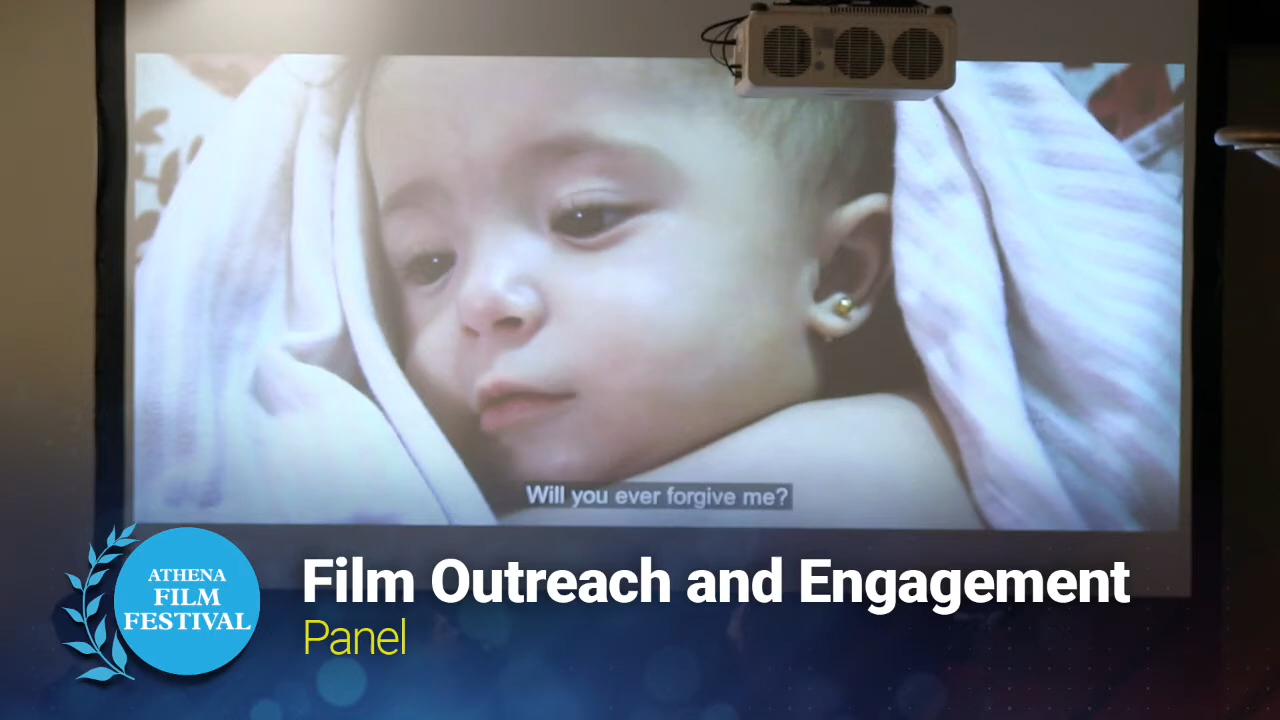 Will you ever forgive me?
ATHENA
FILM
FESTIVAL
Film Outreach and Engagement
Panel